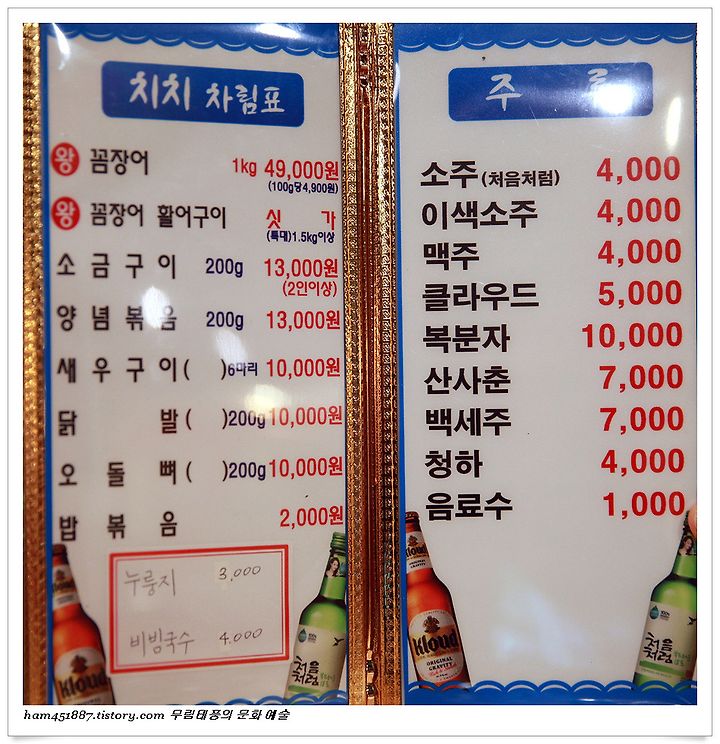 치치 차림표
왕 꼼장어 1kg 49,000원
(100g당4,900원)
왕 꼼장어 활어구이 싯 가
(특대)1.5kg이상
소금구이 200g 13,000원
(2인이상)
양념볶음 200g 13,000원
새우구이( )6마리 10,000원
닭 발( )200g 10,000원
오돌뼈( )200g 10,000원
밥볶음 2,000원
누룽지 3,000
비빔국수 4,000
Kloud
처음처럼
주 류
소주(처음처럼) 4,000
이색소주 4,000
맥주 4,000
클라우드 5,000
복분자 10,000
산사춘 7,000
백세주 7,000
청하 4,000
음료수 1,000
Kloud
Kloud
ORIGINAL
GRAVITY
처음처럼
ham451887.tistory.com 무림태풍의 문화 예술